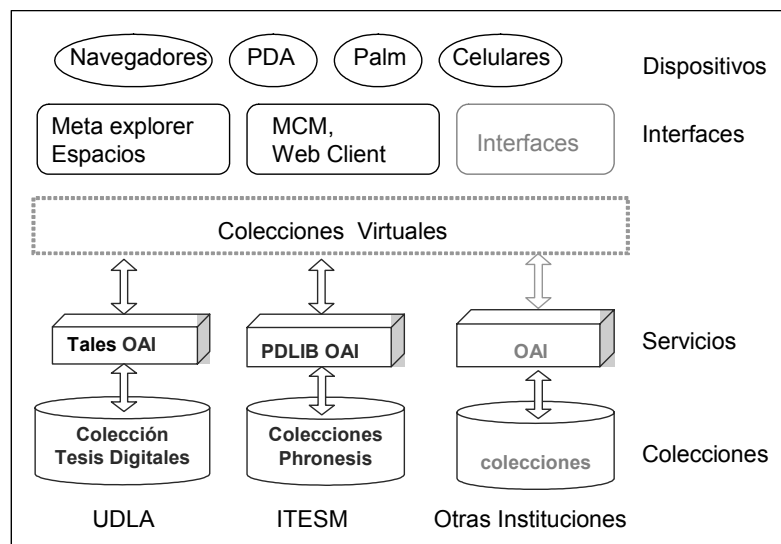 Navegadores PDA Palm Celulares Dispositivos
Meta explorer
Espacios
MCM,
Web Client
Interfaces
Interfaces
Colecciones Virtuales
Tales OAI PDLIB OAI OAI Servicios
Colección
Tesis Digitales
Colecciones
Phronesis
colecciones
Colecciones
UDLA ITESM Otras Instituciones